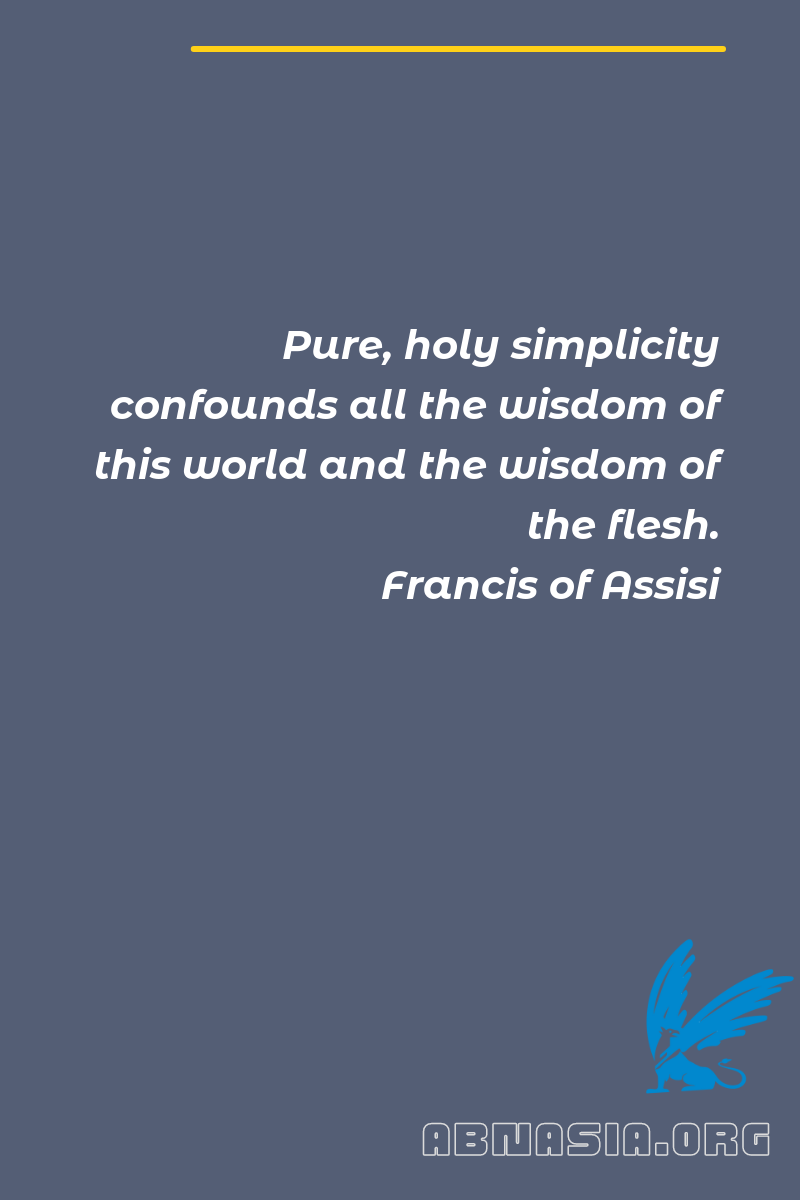 Pure, holy simplicity
confounds all the wisdom of
this world and the wisdom of
the flesh.
Francis of Assisi
ABNASIA.ORG